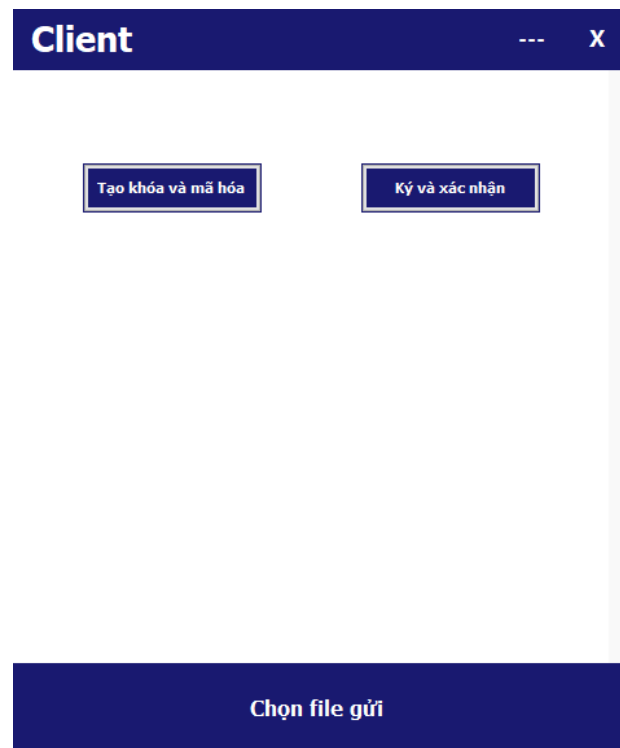 Client --- X
Tạo khóa và mã hóa Ký và xác nhận
Chọn file gửi